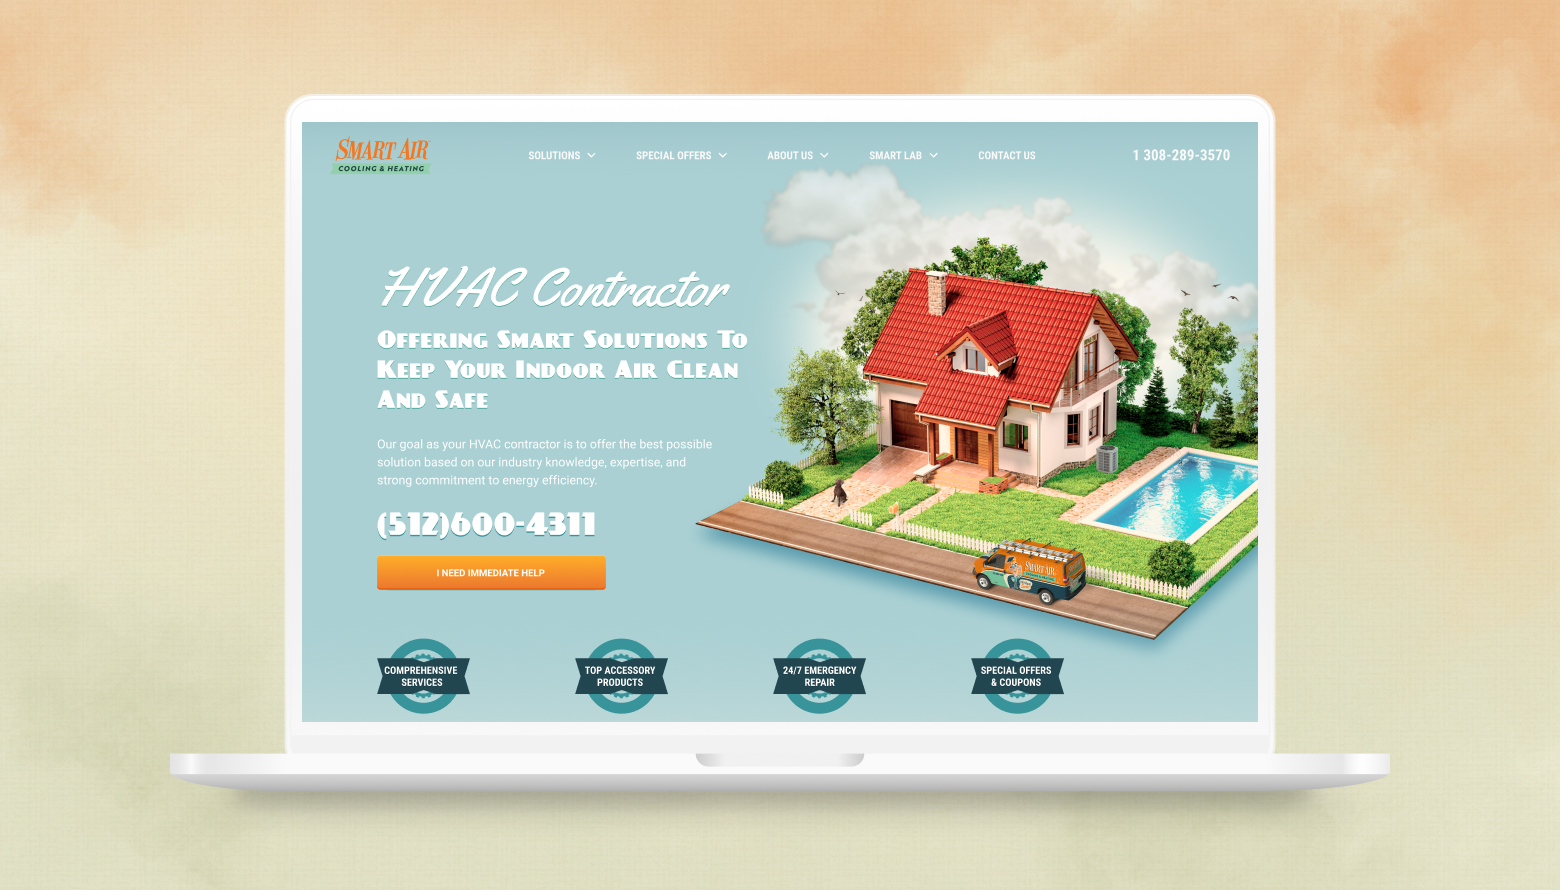 SMART AIR
COOLING & HEATING
SOLUTIONS
SPECIAL OFFERS
ABOUT US
SMART LAB
CONTACT US
1 308-289-3570
HVAC Contractor
OFFERING SMART SOLUTIONS TO
KEEP YOUR INDOOR AIR CLEAN
AND SAFE
Our goal as your HVAC contractor is to offer the best possible
solution based on our industry knowledge, expertise, and
strong commitment to energy efficiency.
(512)600-4311
I NEED IMMEDIATE HELP
SMART AIR
COMPREHENSIVE
SERVICES
TOP ACCESSORY
PRODUCTS
24/7 EMERGENCY
REPAIR
SPECIAL OFFERS
& COUPONS